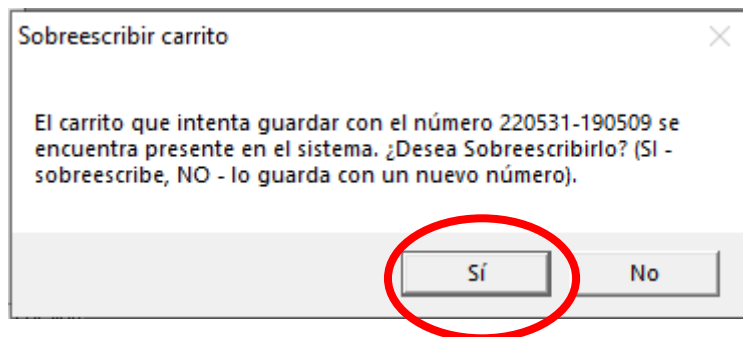 Sobreescribir carrito
El carrito que intenta guardar con el número 220531-190509 se
encuentra presente en el sistema. ¿Desea Sobreescribirlo? (SI -
sobreescribe, NO - lo guarda con un nuevo número).
Sí No